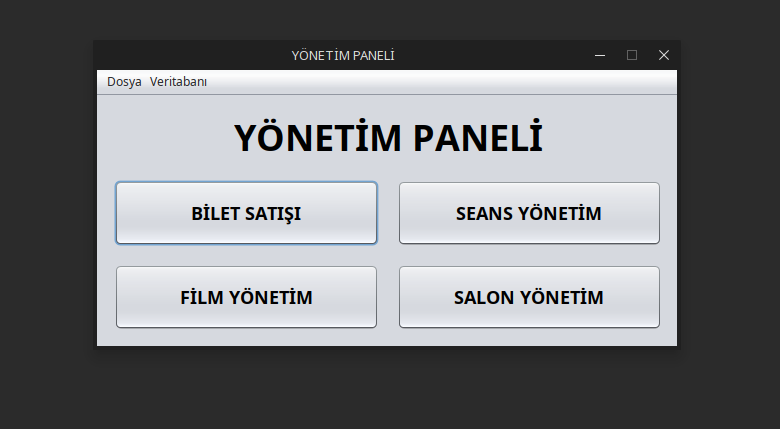 YÖNETİM PANELİ
Dosya Veritabanı
YÖNETİM PANELİ
BİLET SATIŞI
SEANS YÖNETİM
FİLM YÖNETİM
SALON YÖNETİM